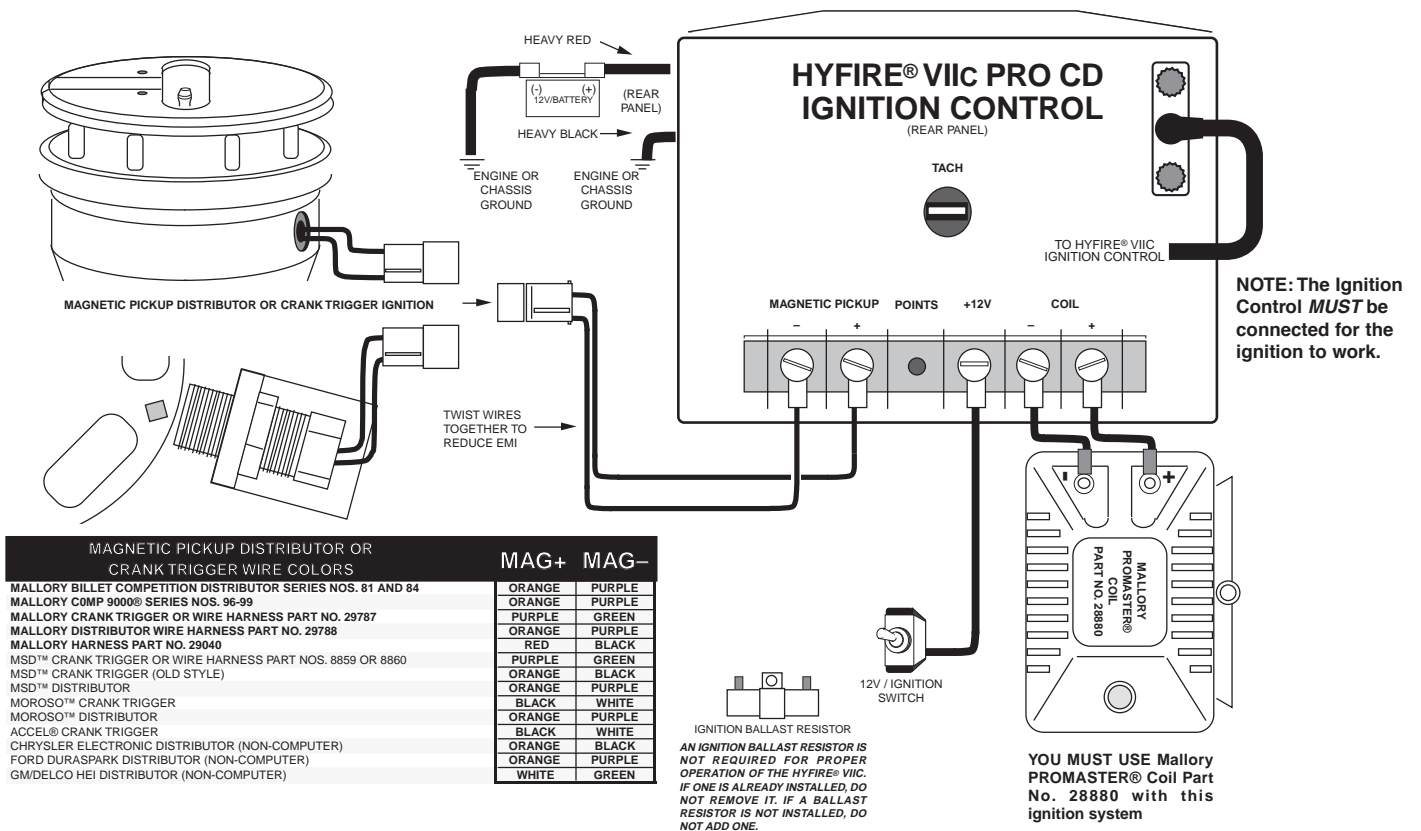 HEAVY RED
(-) (+)
12V/BATTERY
(REAR
PANEL)
HEAVY BLACK
ENGINE OR
CHASSIS
GROUND
ENGINE OR
CHASSIS
GROUND
HYFIRE® VIIC PRO CD
IGNITION CONTROL
(REAR PANEL)
TACH
TO HYFIRE® VIIC
IGNITION CONTROL
NOTE: The Ignition
Control MUST be
connected for the
ignition to work.
MAGNETIC PICKUP POINTS +12V COIL
– + – +
MAGNETIC PICKUP DISTRIBUTOR OR CRANK TRIGGER IGNITION
TWIST WIRES
TOGETHER TO
REDUCE EMI
- +
MALLORY
PROMASTER®
COIL
PART NO. 28880
12V / IGNITION
SWITCH
IGNITION BALLAST RESISTOR
AN IGNITION BALLAST RESISTOR IS
NOT REQUIRED FOR PROPER
OPERATION OF THE HYFIRE® VIIC.
IF ONE IS ALREADY INSTALLED, DO
NOT REMOVE IT. IF A BALLAST
RESISTOR IS NOT INSTALLED, DO
NOT ADD ONE.
YOU MUST USE Mallory
PROMASTER® Coil Part
No. 28880 with this
ignition system
MAGNETIC PICKUP DISTRIBUTOR OR
CRANK TRIGGER WIRE COLORS MAG+ MAG–
MALLORY BILLET COMPETITION DISTRIBUTOR SERIES NOS. 81 AND 84 ORANGE PURPLE
MALLORY C0MP 9000® SERIES NOS. 96-99 ORANGE PURPLE
MALLORY CRANK TRIGGER OR WIRE HARNESS PART NO. 29787 PURPLE GREEN
MALLORY DISTRIBUTOR WIRE HARNESS PART NO. 29788 ORANGE PURPLE
MALLORY HARNESS PART NO. 29040 RED BLACK
MSD™ CRANK TRIGGER OR WIRE HARNESS PART NOS. 8859 OR 8860 PURPLE GREEN
MSD™ CRANK TRIGGER (OLD STYLE) ORANGE BLACK
MSD™ DISTRIBUTOR ORANGE PURPLE
MOROSO™ CRANK TRIGGER BLACK WHITE
MOROSO™ DISTRIBUTOR ORANGE PURPLE
ACCEL® CRANK TRIGGER BLACK WHITE
CHRYSLER ELECTRONIC DISTRIBUTOR (NON-COMPUTER) ORANGE BLACK
FORD DURASPARK DISTRIBUTOR (NON-COMPUTER) ORANGE PURPLE
GM/DELCO HEI DISTRIBUTOR (NON-COMPUTER) WHITE GREEN